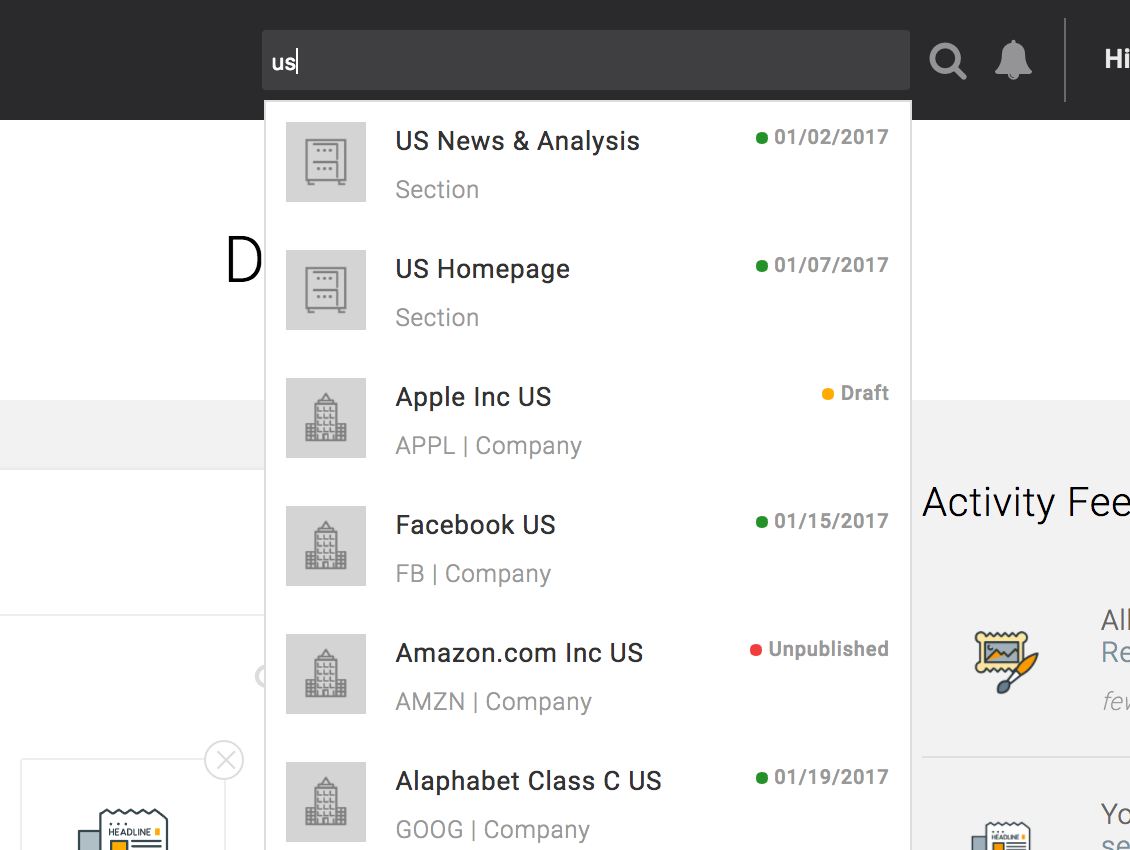 us
Hi
US News & Analysis
01/02/2017
Section
D
US Homepage
01/07/2017
Section
Apple Inc US
Draft
APPL | Company
Activity Fee
Facebook US
01/15/2017
FB | Company
All
Re
few
Amazon.com Inc US
Unpublished
AMZN | Company
Alaphabet Class C US
01/19/2017
GOOG | Company
HEADLINE
HEADLINE
Yo
se